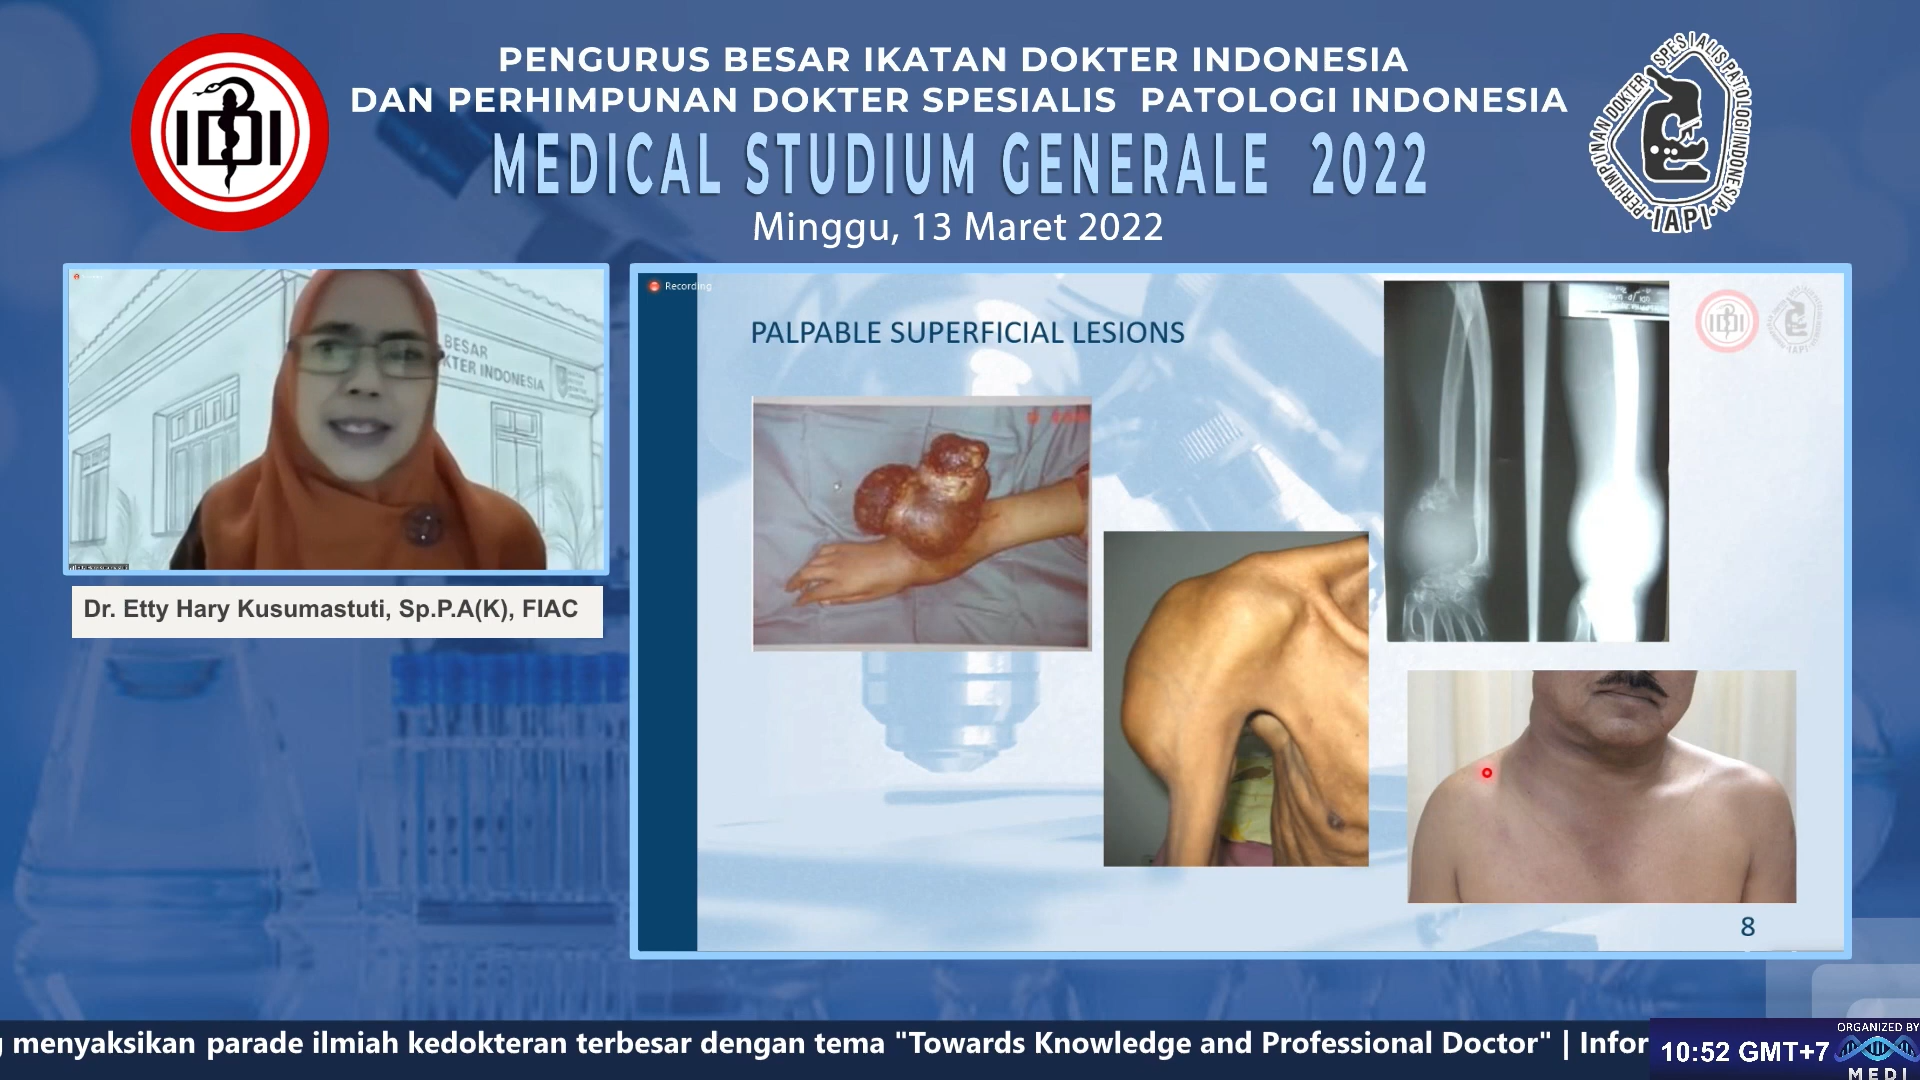 PENGURUS BESAR IKATAN DOKTER INDONESIA
DAN PERHIMPUNAN DOKTER SPESIALIS PATOLOGI INDONESIA
MEDICAL STUDIUM GENERALE 2022
Minggu, 13 Maret 2022
IDI
PERHIMPUNAN DOKTER SPESIALIS PATOLOGI INDONESIA
IAPI
BESAR
KTER INDONESIA
Dr. Etty Hary Kusumastuti, Sp.P.A(K), FIAC
Recording
PALPABLE SUPERFICIAL LESIONS
IDI
IAPI
8
g menyaksikan parade ilmiah kedokteran terbesar dengan tema "Towards Knowledge and Professional Doctor" | Infor
10:52 GMT+7
ORGANIZED BY
MEDI